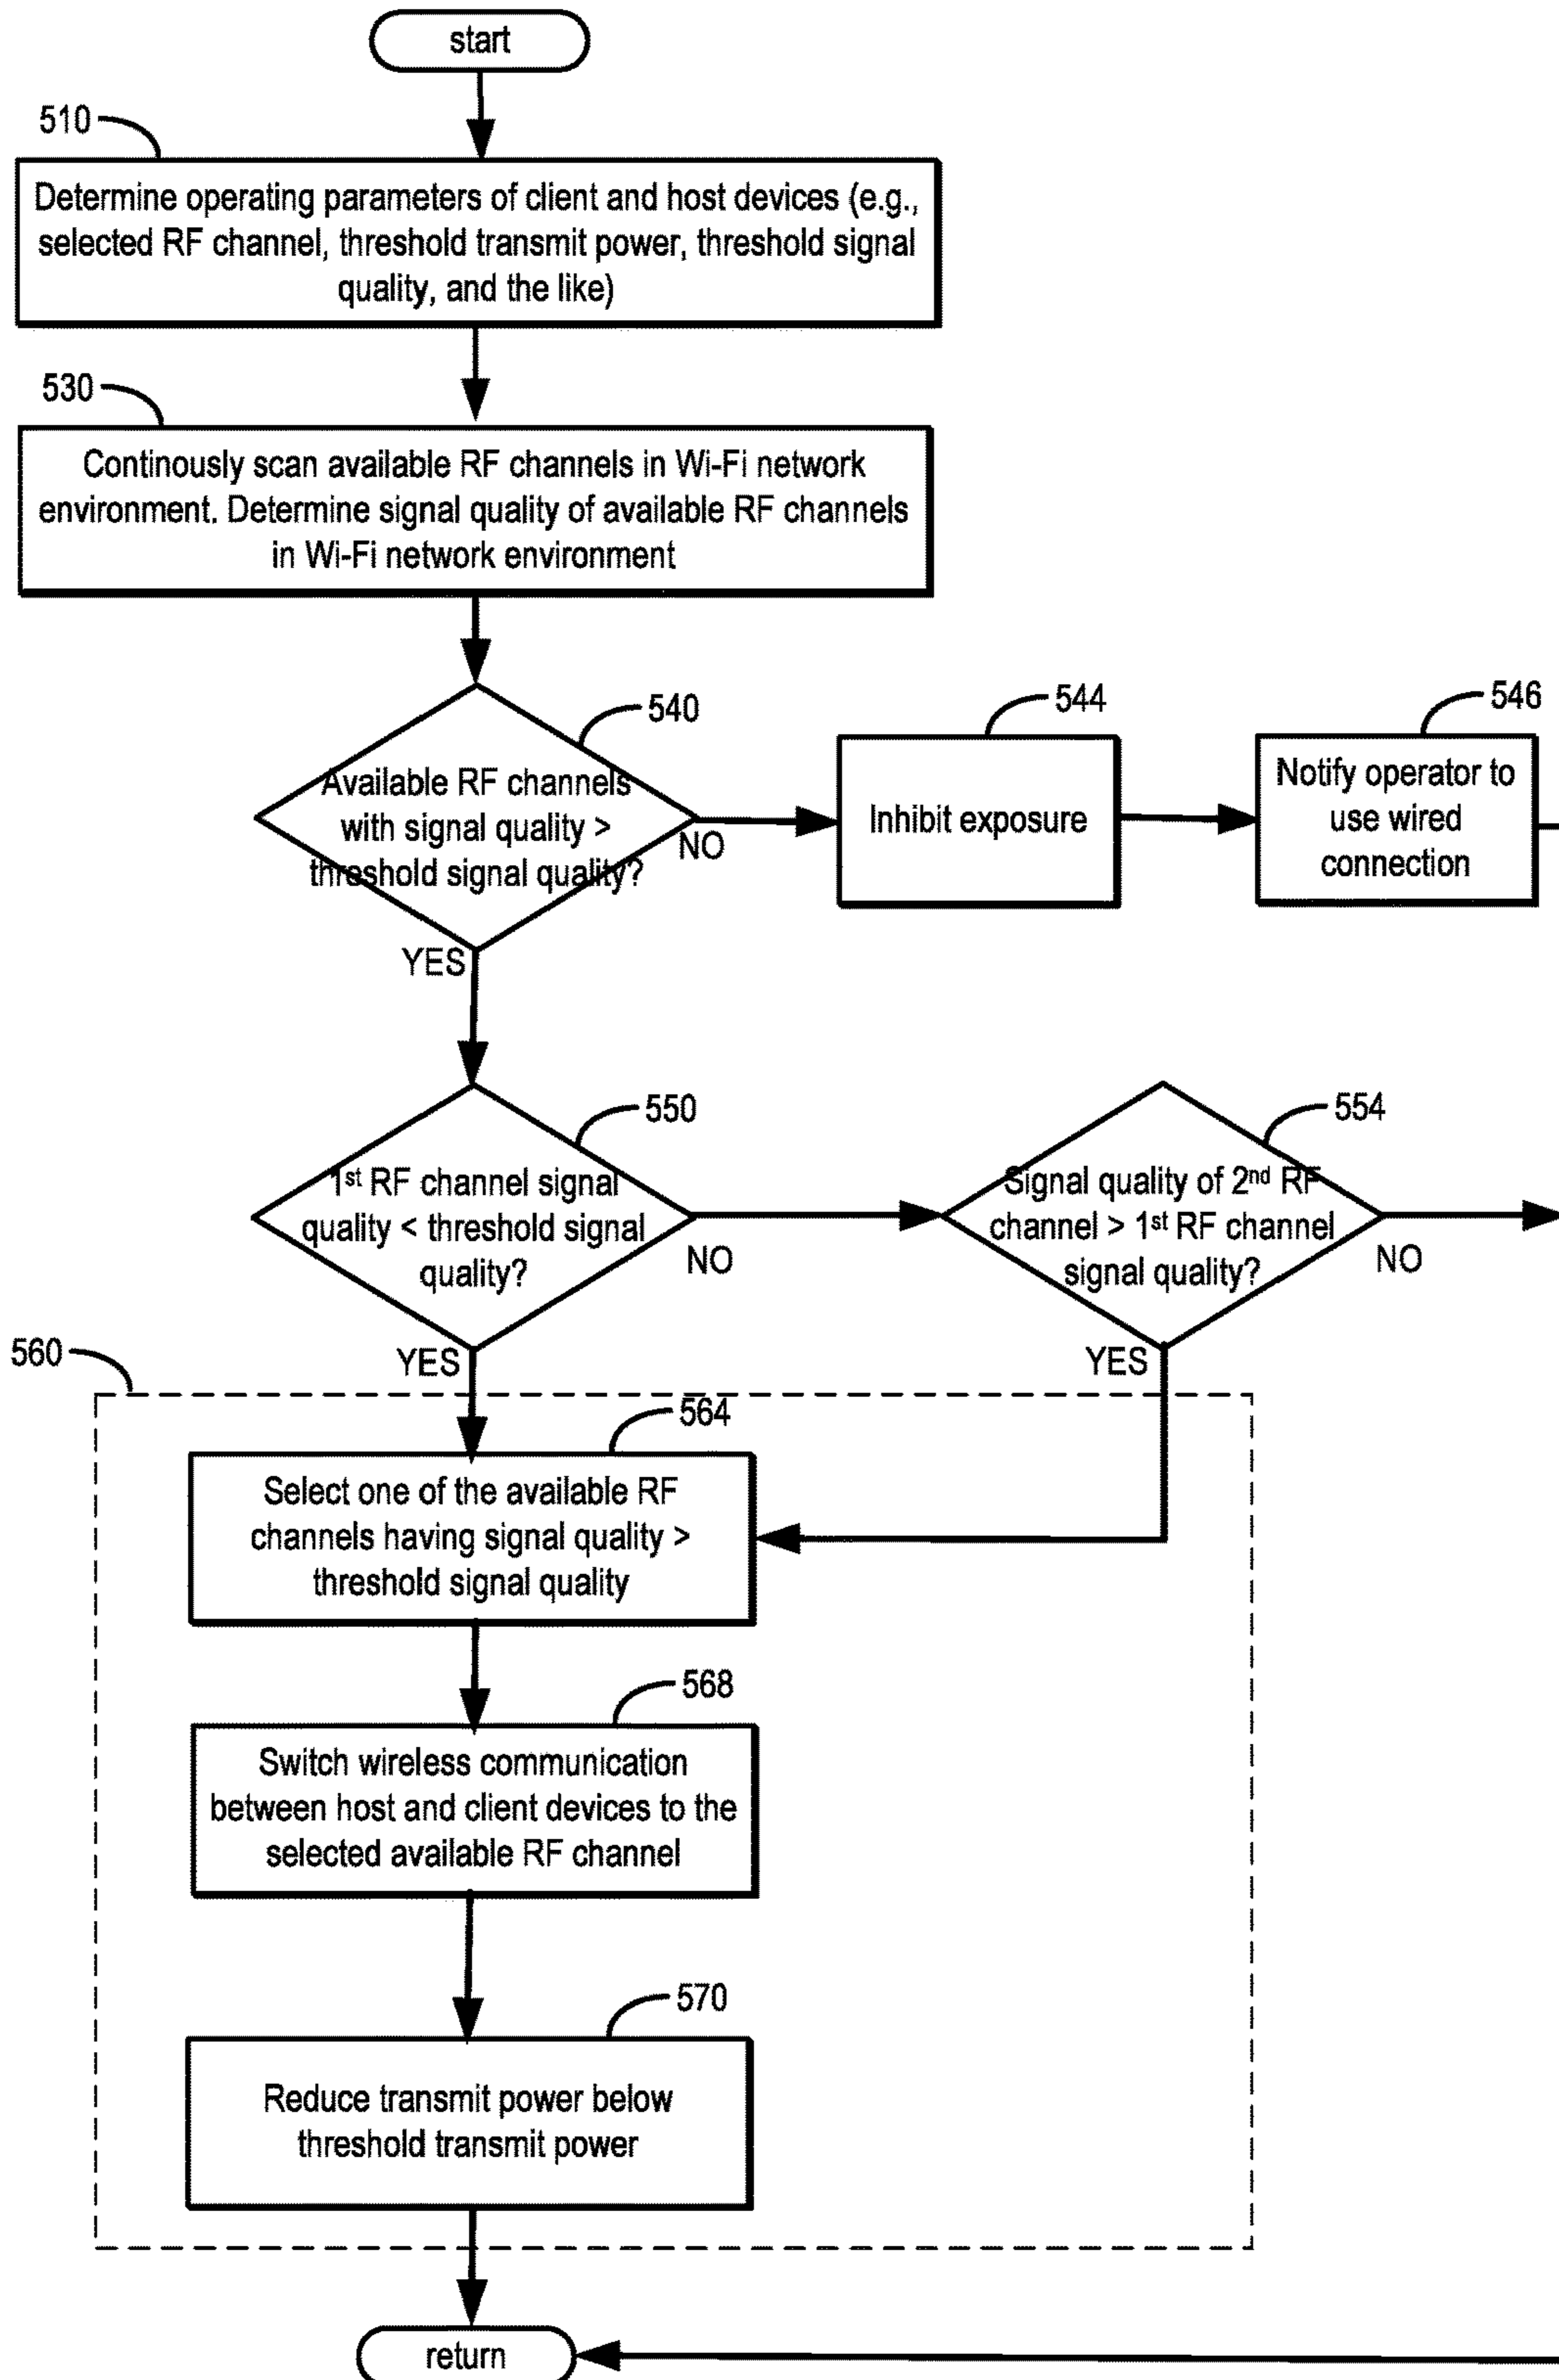 start
510
Determine operating parameters of client and host devices (e.g.,
selected RF channel, threshold transmit power, threshold signal
quality, and the like)
530
Continously scan available RF channels in Wi-Fi network
environment. Determine signal quality of available RF channels
in Wi-Fi network environment
540
Available RF channels
with signal quality >
threshold signal quality?
NO
YES
544
Inhibit exposure
546
Notify operator to
use wired
connection
550
1st RF channel signal
quality < threshold signal
quality?
NO
YES
554
Signal quality of 2nd RF
channel > 1st RF channel
signal quality?
NO
YES
560
564
Select one of the available RF
channels having signal quality >
threshold signal quality
568
Switch wireless communication
between host and client devices to the
selected available RF channel
570
Reduce transmit power below
threshold transmit power
return